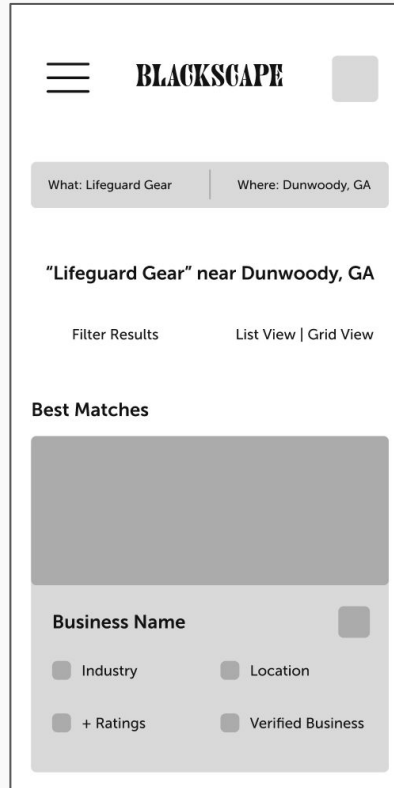 BLACKSCAPE
What: Lifeguard Gear
Where: Dunwoody, GA
“Lifeguard Gear” near Dunwoody, GA
Filter Results
List View | Grid View
Best Matches
Business Name
Industry
Location
+ Ratings
Verified Business